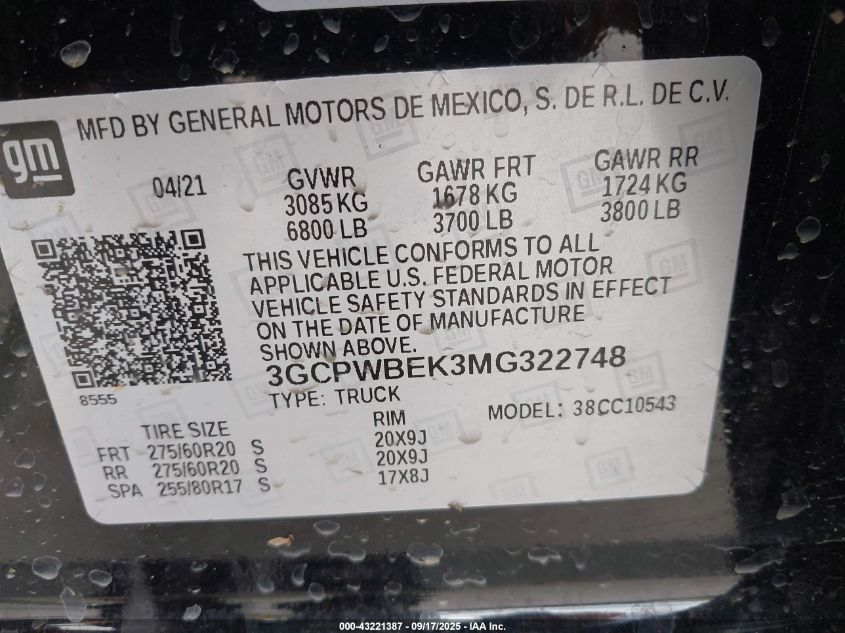 MFD BY GENERAL MOTORS DE MEXICO, S. DE R.L. DE C.V.
gm
04/21
GVWR
3085 KG
6800 LB
GAWR FRT
1678 KG
3700 LB
GAWR RR
1724 KG
3800 LB
THIS VEHICLE CONFORMS TO ALL
APPLICABLE U.S. FEDERAL MOTOR
VEHICLE SAFETY STANDARDS IN EFFECT
ON THE DATE OF MANUFACTURE
SHOWN ABOVE.
8555
3GCPWBEK3MG322748
TYPE: TRUCK
MODEL: 38CC10543
TIRE SIZE RIM
FRT 275/60R20 S 20X9J
RR 275/60R20 S 20X9J
SPA 255/80R17 S 17X8J
000-43221387 - 09/17/2025 - IAA Inc.